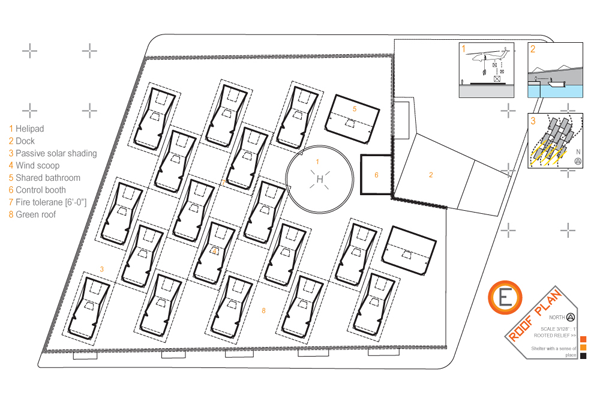 1 Helipad
2 Dock
3 Passive solar shading
4 Wind scoop
5 Shared bathroom
6 Control booth
7 Fire tolerane [6'-0"]
8 Green roof
1
2
3
N
5
1
H
6
2
4
3
8
E
ROOF PLAN
NORTH
SCALE 3/128' : 1
ROOTED RELIEF ++
Shelter with a sense of
place